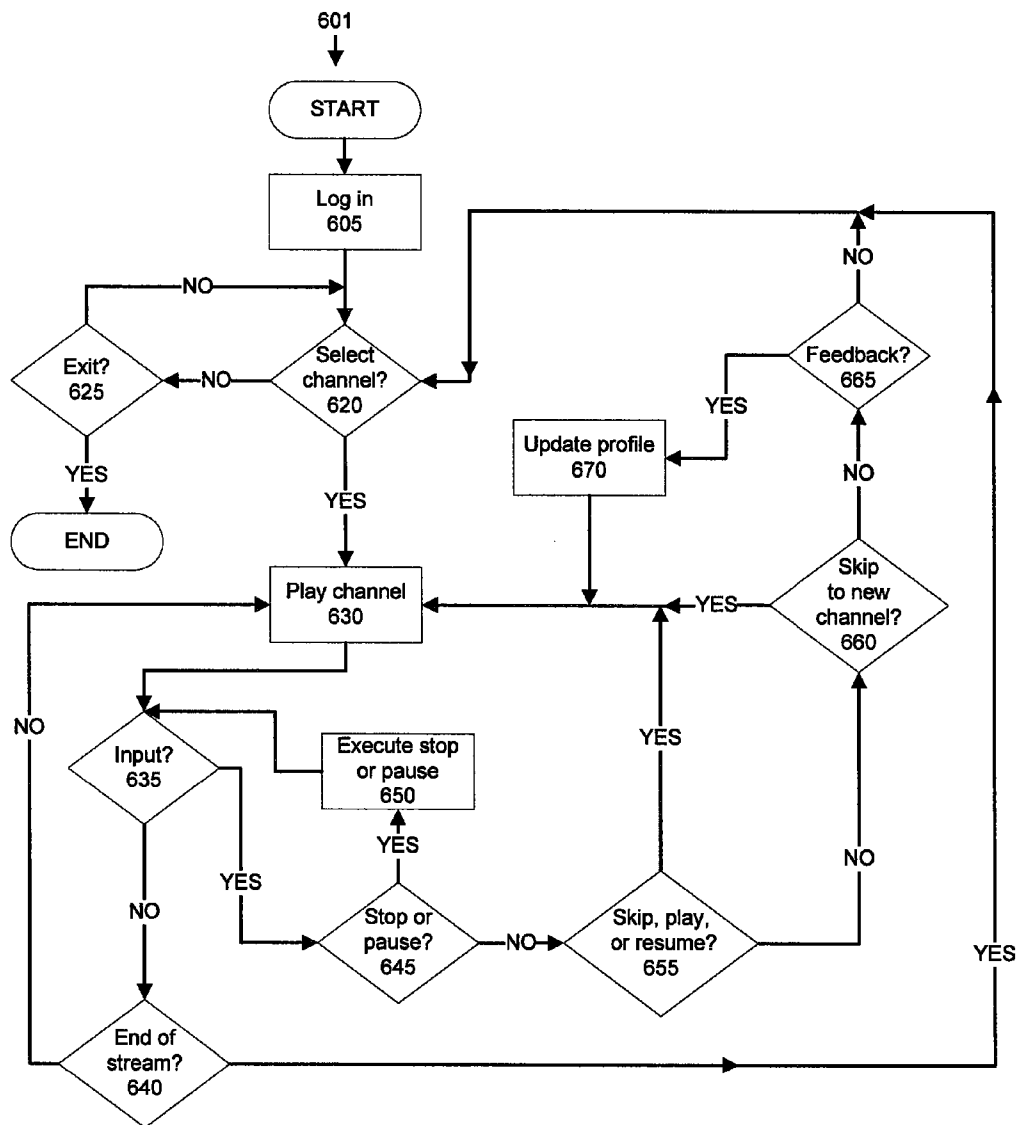 601
START
Log in
605
NO
NO
Exit?
625
NO
Select
channel?
620
Feedback?
665
YES
Update profile
670
YES
YES
NO
END
Skip
to new
channel?
660
Play channel
630
YES
NO
YES
Input?
635
Execute stop
or pause
650
YES
YES
NO
NO
Stop or
pause?
645
NO
Skip, play,
or resume?
655
YES
End of
stream?
640